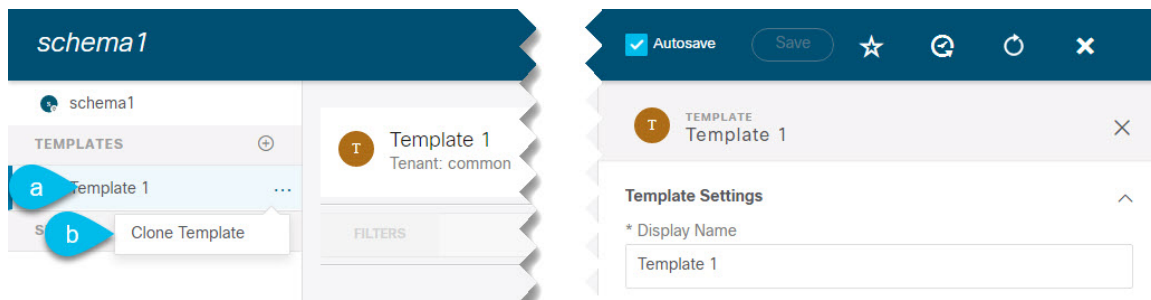 schema1
Autosave
Save
schema1
TEMPLATES
a
Template 1
...
S
b
Clone Template
T
Template 1
Tenant: common
FILTERS
T
TEMPLATE
Template 1
Template Settings
* Display Name
Template 1